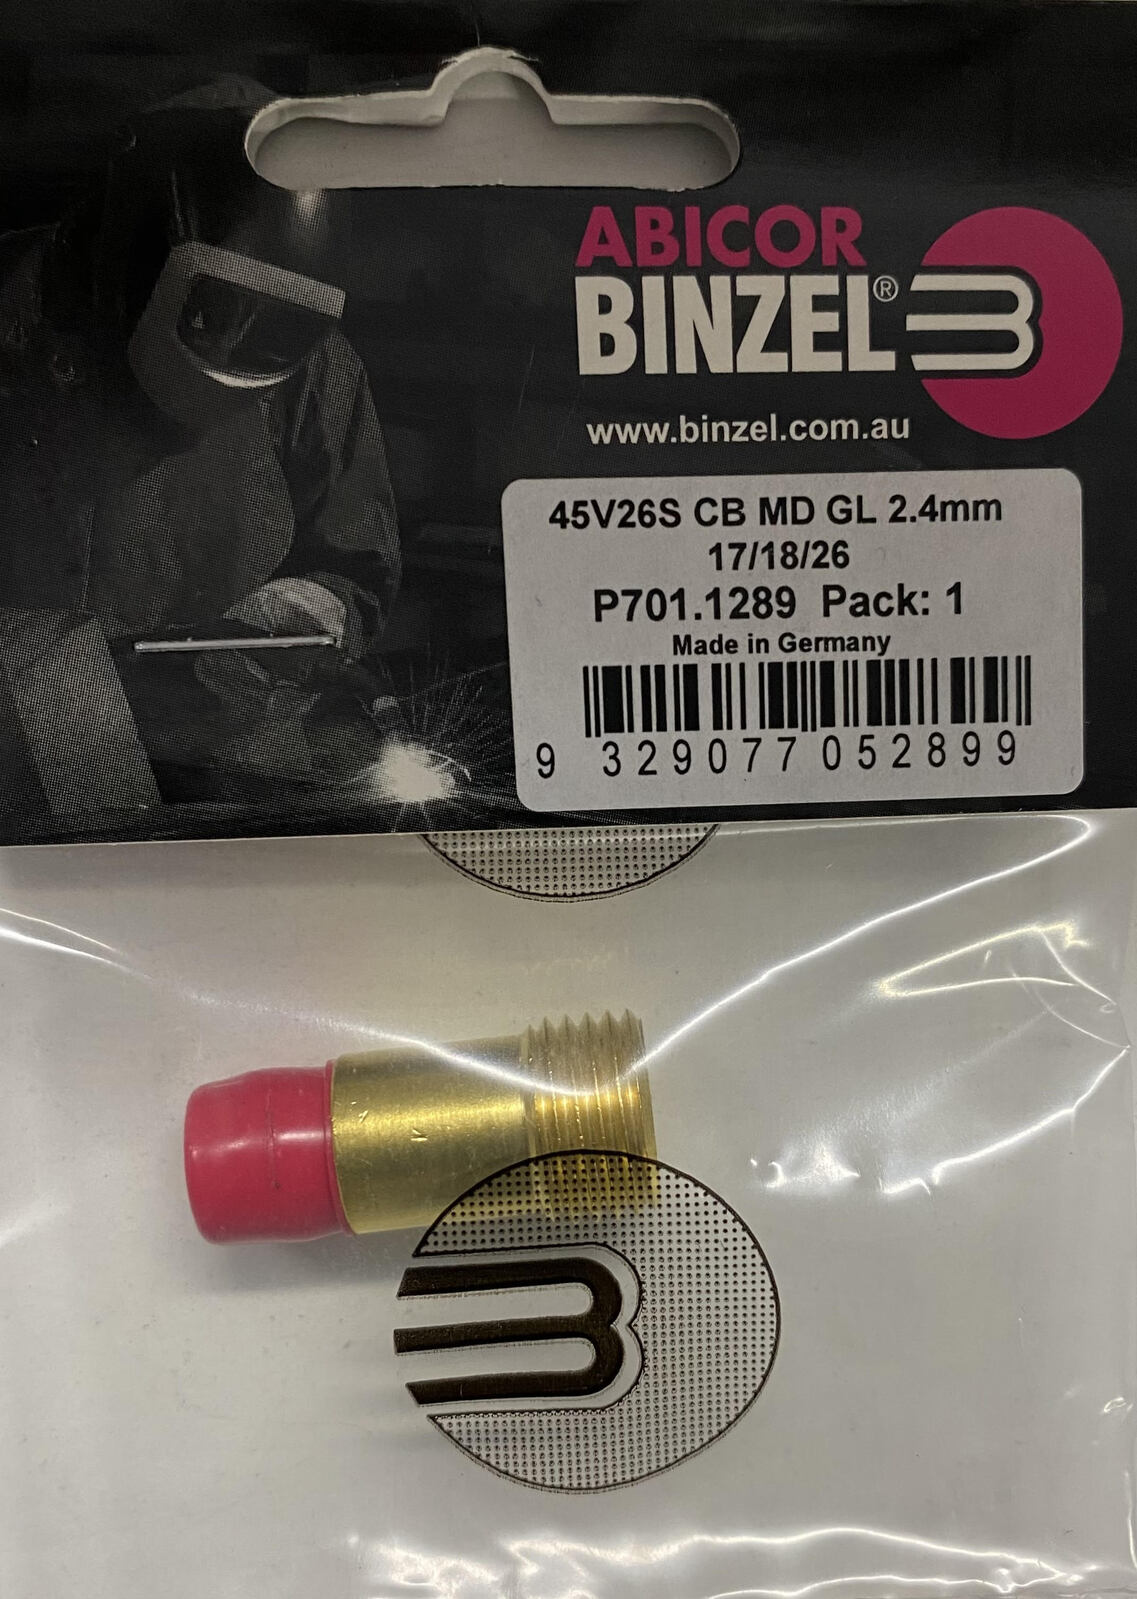 ABICOR
BINZEL®
www.binzel.com.au
45V26S CB MD GL 2.4mm
17/18/26
P701.1289 Pack: 1
Made in Germany
9 329077 052899